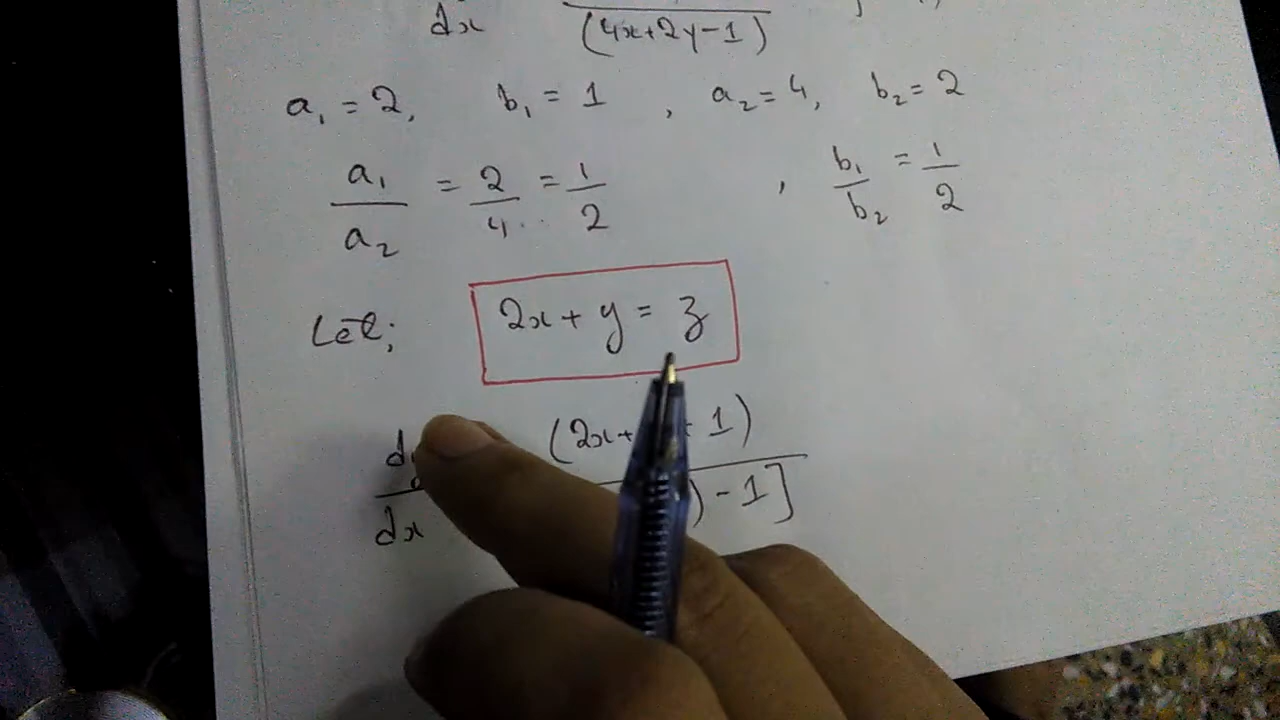 dx (4x+2y-1)
a₁ = 2, b₁ = 1 , a₂ = 4, b₂ = 2
a₁/a₂ = 2/4 = 1/2 , b₁/b₂ = 1/2
Let; 2x + y = z
(2x+ + 1)
dx ) - 1]